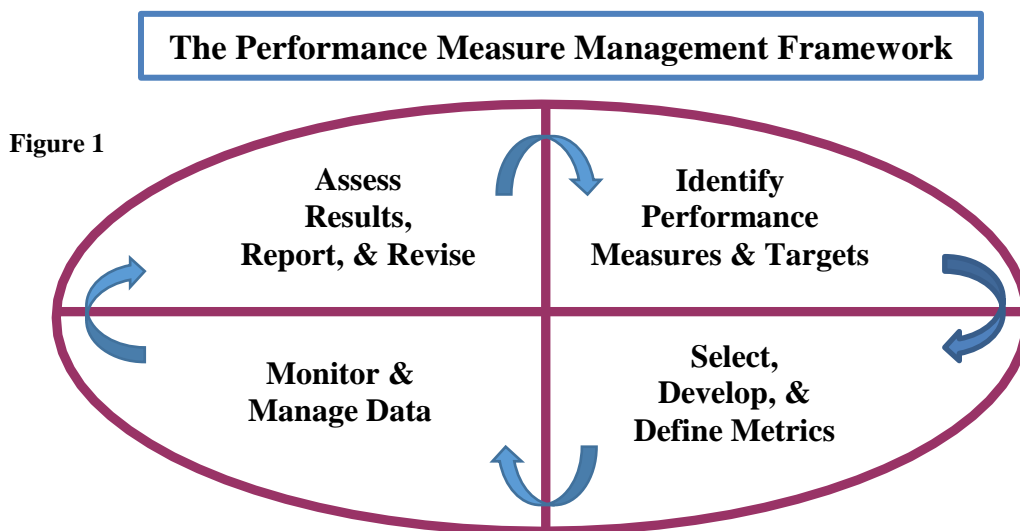 The Performance Measure Management Framework
Figure 1
Assess
Results,
Report, & Revise
Identify
Performance
Measures & Targets
Monitor &
Manage Data
Select,
Develop, &
Define Metrics